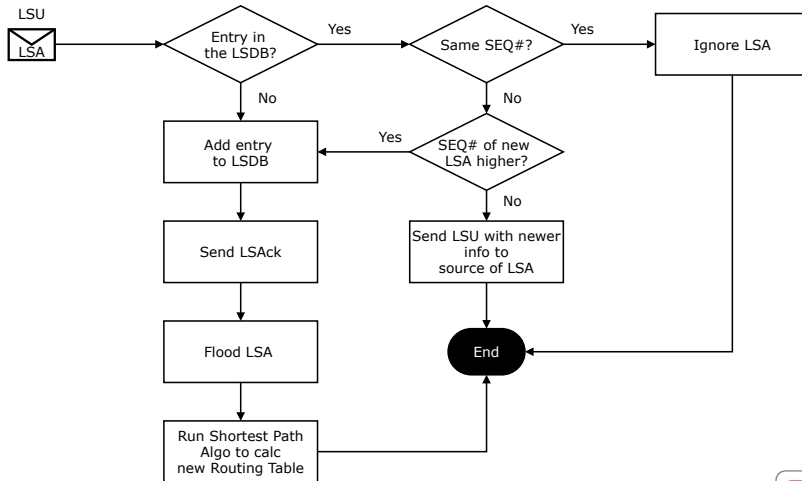 LSU
LSA
Entry in
the LSDB?
Yes
Same SEQ#?
Yes
Ignore LSA
No
No
Add entry
to LSDB
Yes
SEQ# of new
LSA higher?
No
Send LSAck
Send LSU with newer
info to
source of LSA
Flood LSA
End
Run Shortest Path
Algo to calc
new Routing Table